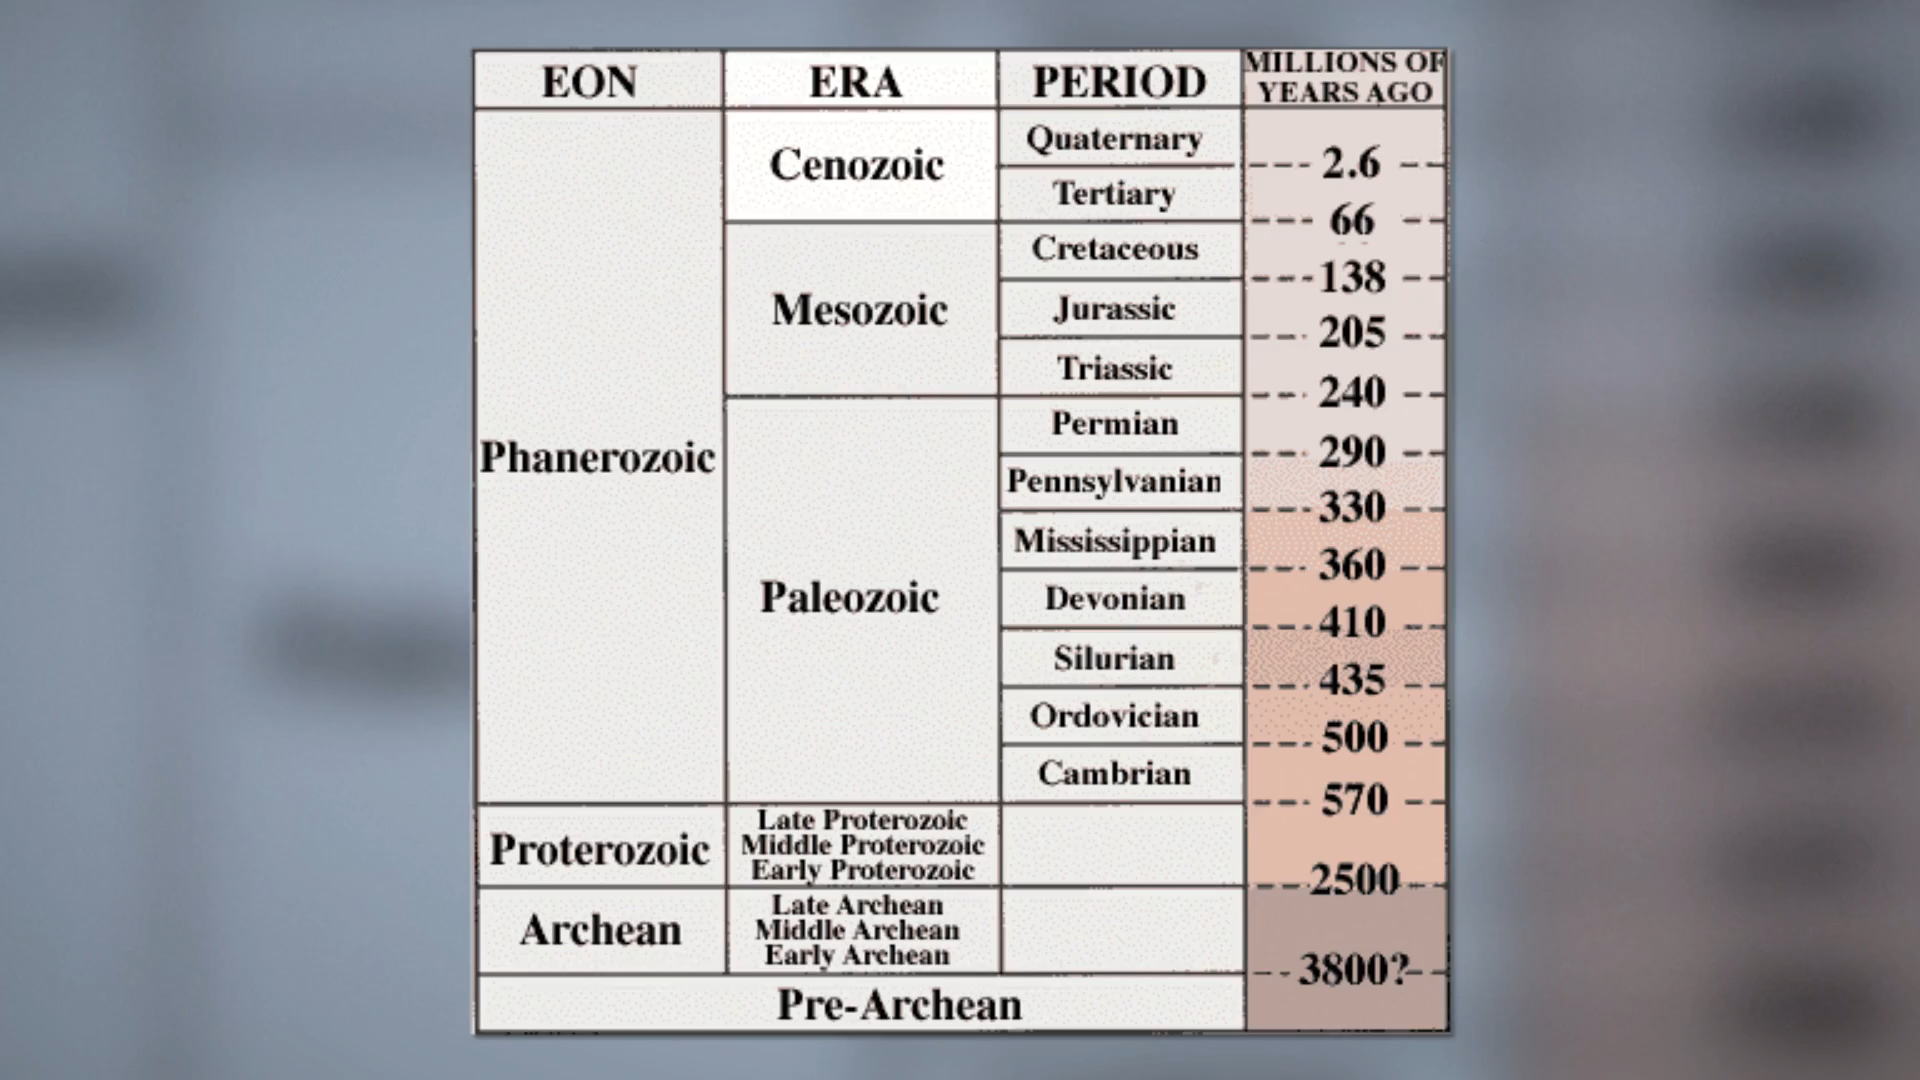 EON ERA PERIOD MILLIONS OF
YEARS AGO
Quaternary
Cenozoic
2.6
Tertiary
66
Cretaceous
138
Mesozoic
Jurassic
205
Triassic
240
Permian
290
Phanerozoic
Pennsylvanian
330
Mississippian
360
Paleozoic
Devonian
410
Silurian
435
Ordovician
500
Cambrian
570
Proterozoic
Late Proterozoic
Middle Proterozoic
Early Proterozoic
2500
Archean
Late Archean
Middle Archean
Early Archean
3800?
Pre-Archean